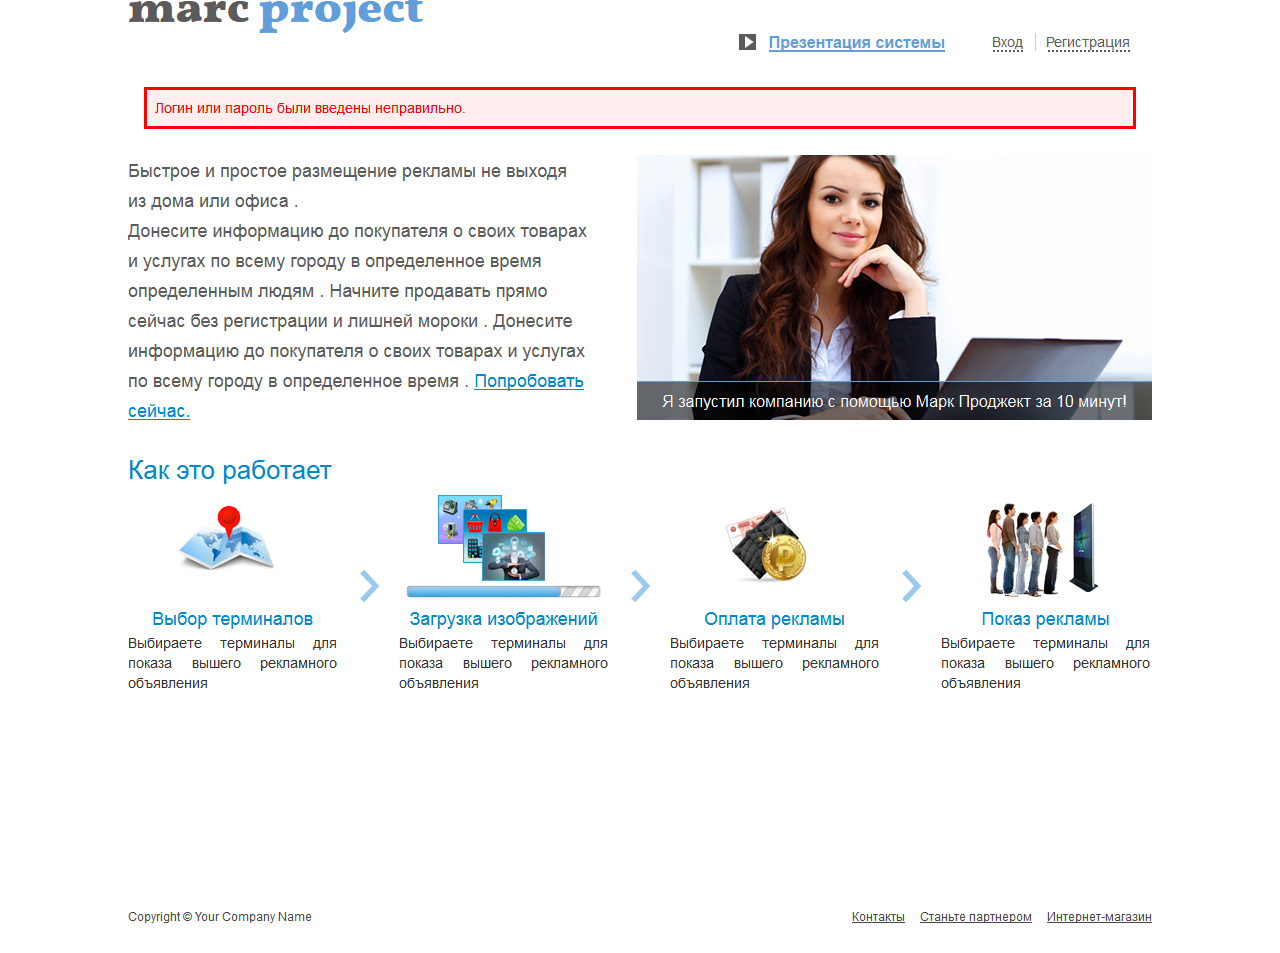 marc project
Презентация системы
Вход
Регистрация
Логин или пароль были введены неправильно.
Быстрое и простое размещение рекламы не выходя
из дома или офиса .
Донесите информацию до покупателя о своих товарах
и услугах по всему городу в определенное время
определенным людям . Начните продавать прямо
сейчас без регистрации и лишней мороки . Донесите
информацию до покупателя о своих товарах и услугах
по всему городу в определенное время . Попробовать
сейчас.
Я запустил компанию с помощью Марк Проджект за 10 минут!
Как это работает
Выбор терминалов
Выбираете терминалы для
показа вышего рекламного
объявления
Загрузка изображений
Выбираете терминалы для
показа вышего рекламного
объявления
Оплата рекламы
Выбираете терминалы для
показа вышего рекламного
объявления
Показ рекламы
Выбираете терминалы для
показа вышего рекламного
объявления
Copyright © Your Company Name
Контакты
Станьте партнером
Интернет-магазин